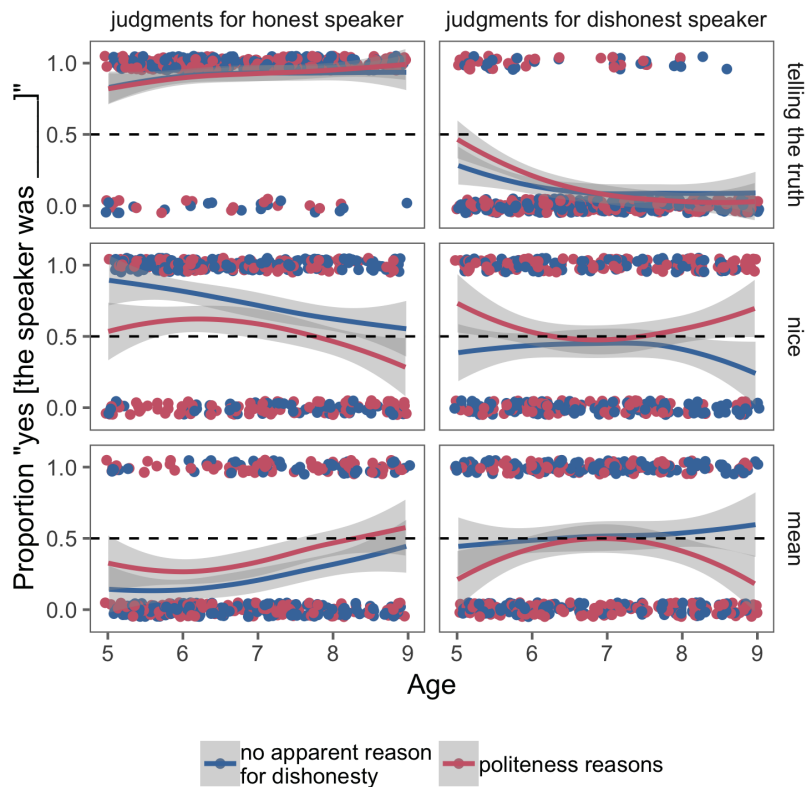 judgments for honest speaker
judgments for dishonest speaker
Proportion "yes [the speaker was ______]"
1.0
0.5
0.0
telling the truth
1.0
0.5
0.0
nice
1.0
0.5
0.0
mean
5 6 7 8 9
5 6 7 8 9
Age
no apparent reason
for dishonesty
politeness reasons